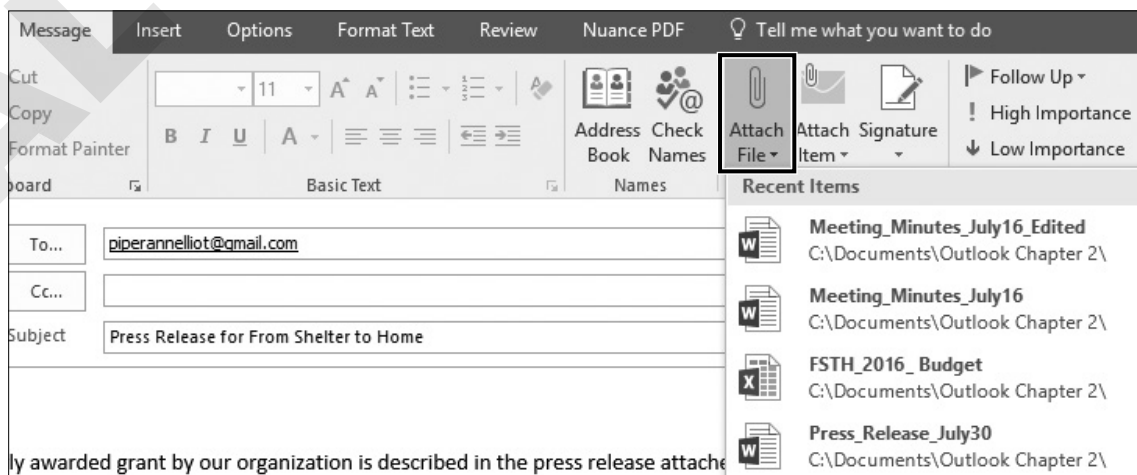 Message Insert Options Format Text Review Nuance PDF Tell me what you want to do
Cut
Copy
Format Painter
board
11
A A
B I U A
Basic Text
Address Book
Check Names
Names
Attach File
Attach Item
Signature
Follow Up
! High Importance
Low Importance
To... piperannelliot@gmail.com
Cc...
Subject Press Release for From Shelter to Home
ly awarded grant by our organization is described in the press release attache
Recent Items
Meeting_Minutes_July16_Edited
C:\Documents\Outlook Chapter 2\
Meeting_Minutes_July16
C:\Documents\Outlook Chapter 2\
FSTH_2016_ Budget
C:\Documents\Outlook Chapter 2\
Press_Release_July30
C:\Documents\Outlook Chapter 2\